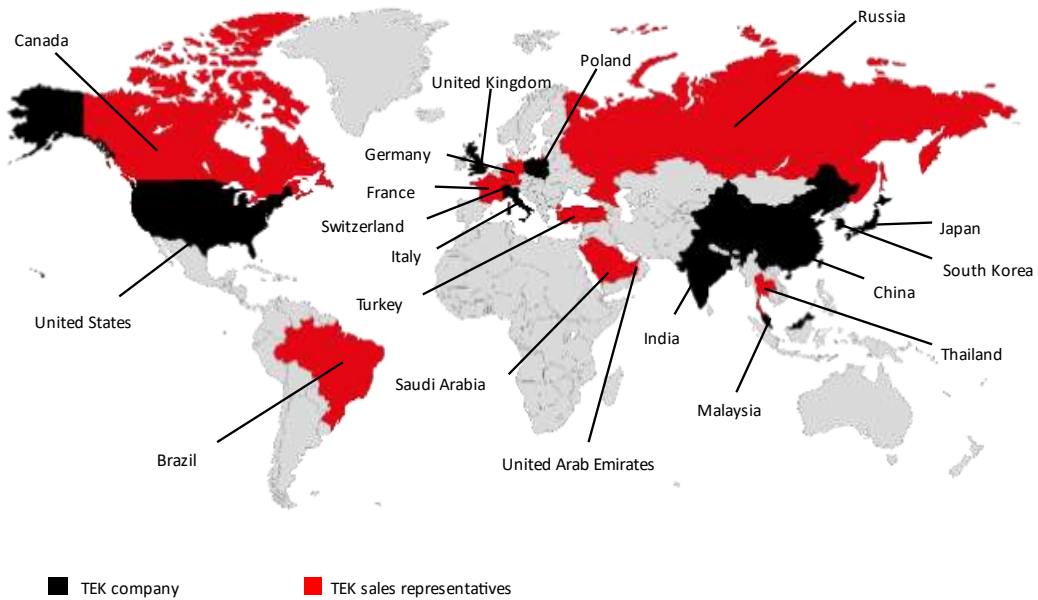 Russia
Canada
Poland
United Kingdom
Germany
France
Switzerland
Japan
Italy
South Korea
China
Turkey
United States
India
Thailand
Saudi Arabia
Malaysia
Brazil
United Arab Emirates
TEK company
TEK sales representatives